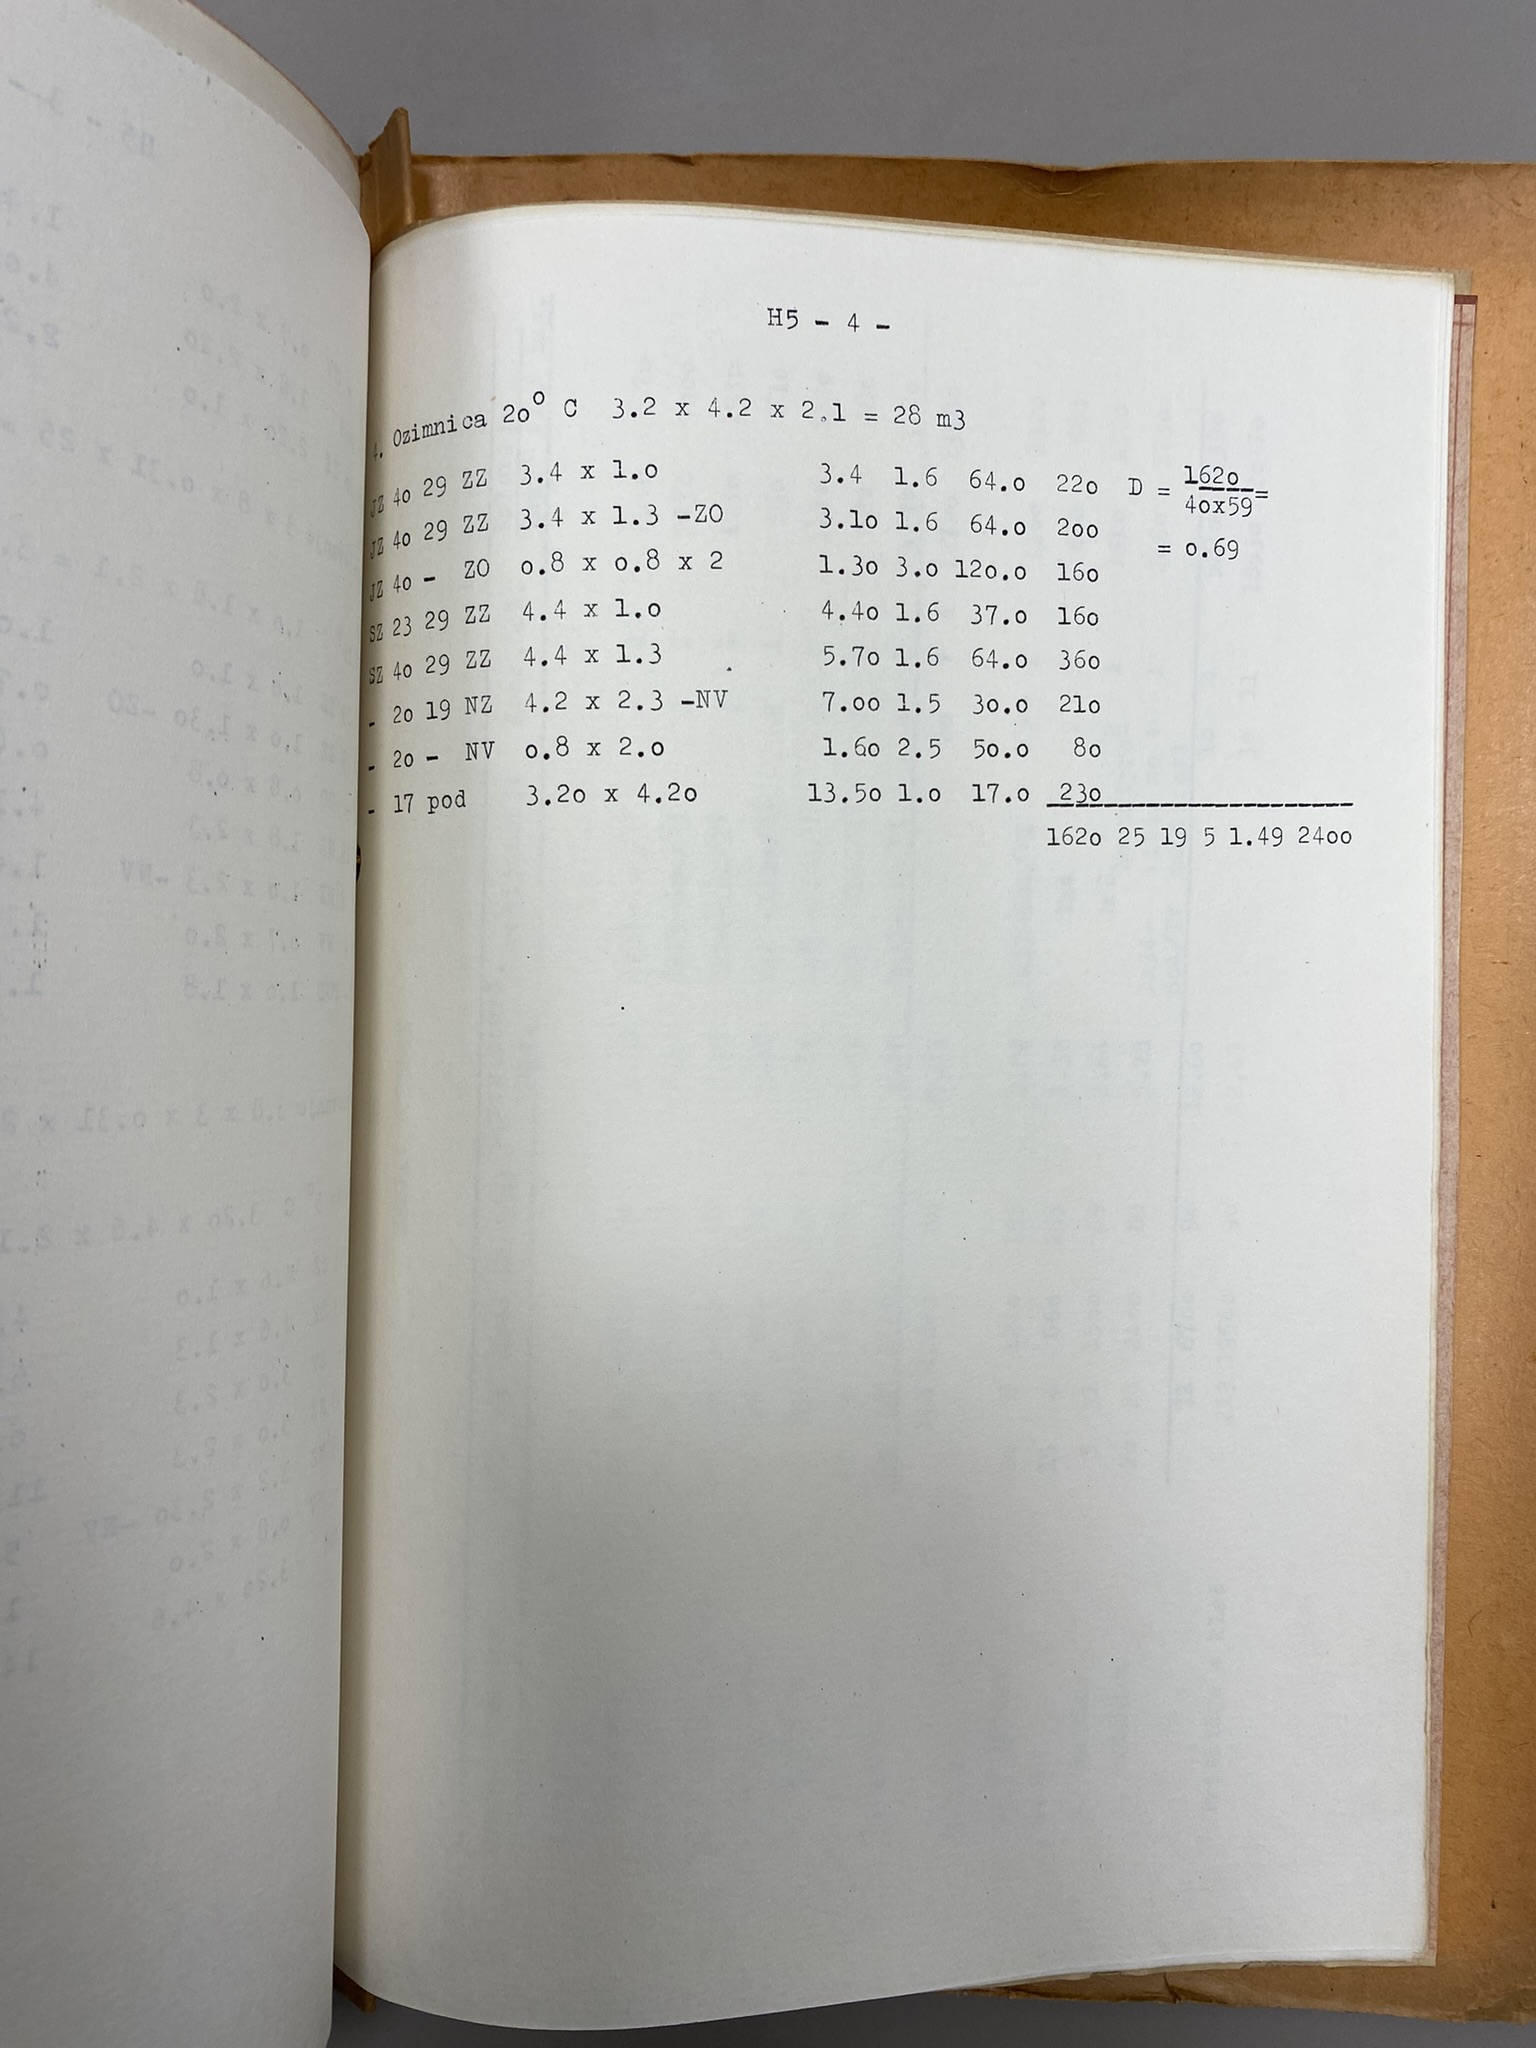 H5 - 4 -
4. Ozimnica 20° C 3.2 x 4.2 x 2.1 = 28 m3
JZ 4o 29 ZZ 3.4 x 1.o 3.4 1.6 64.o 22o D = 162o
4ox59 =
JZ 4o 29 ZZ 3.4 x 1.3 -ZO 3.1o 1.6 64.o 2oo
= o.69
JZ 4o - ZO o.8 x o.8 x 2 1.3o 3.o 12o.o 16o
SZ 23 29 ZZ 4.4 x 1.o 4.4o 1.6 37.o 16o
SZ 4o 29 ZZ 4.4 x 1.3 5.7o 1.6 64.o 36o
- 2o 19 NZ 4.2 x 2.3 -NV 7.oo 1.5 3o.o 21o
- 2o - NV o.8 x 2.o 1.6o 2.5 5o.o 8o
- 17 pod 3.2o x 4.2o 13.5o 1.o 17.o 23o
162o 25 19 5 1.49 24oo